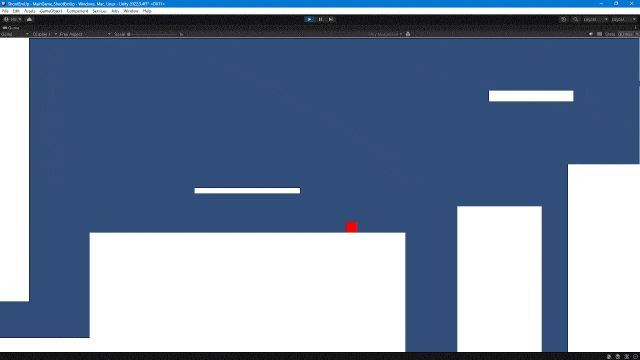 ShootEmUp - MainGame_ShootEmUp - Windows, Mac, Linux - Unity 2022.3.4f1* <DX11>
File Edit Assets GameObject Component Services Jobs Window Help
Game
Game Display 1 Free Aspect Scale 1x Play Maximized Stats Gizmos